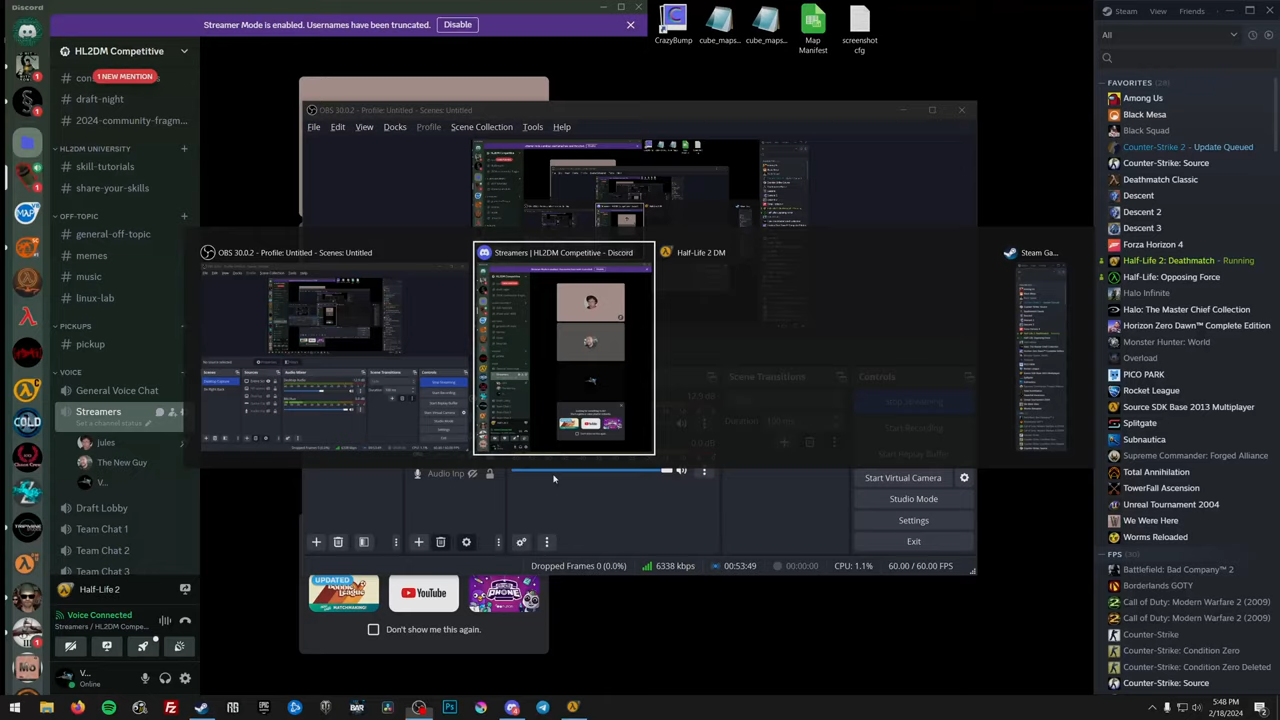 Discord
Streamer Mode is enabled. Usernames have been truncated.
Disable
HL2DM Competitive
1 NEW MENTION
draft-night
2024-community-fragm...
HL2DM UNIVERSITY
skill-tutorials
share-your-skills
OFF-TOPIC
general-off-topic
memes
music
linux-lab
PICKUPS
pickup
VOICE
General Voice Chat
Streamers
Set a channel status
jules
The New Guy
V...
Draft Lobby
Team Chat 1
Team Chat 2
Team Chat 3
Half-Life 2
Voice Connected
Streamers / HL2DM Com...
V...
Online
CrazyBump
cube_maps...
cube_maps...
Map Manifest
screenshot cfg
OBS 30.0.2 - Profile: Untitled - Scenes: Untitled
File Edit View Docks Profile Scene Collection Tools Help
OBS 30.0.2 - Profile: Untitled - Scenes: Untitled
Streamers | HL2DM Competitive - Discord
Half-Life 2 DM
Steam Ga...
Scene Transitions
Controls
Audio Inp
Start Virtual Camera
Studio Mode
Settings
Exit
Dropped Frames 0 (0.0%)
6338 kbps
00:53:49
00:00:00
CPU: 1.1%
60.00 / 60.00 FPS
UPDATED
YouTube
Don't show me this again.
Steam View Friends
All
FAVORITES (28)
Among Us
Black Mesa
Black Squad
Counter-Strike 2 - Update Queued
Counter-Strike: Source
Deathmatch Classic
Descent
Descent 2
Descent 3
Forza Horizon 4
Half-Life 2: Deathmatch - Running
Half-Life: Opposing Force
Halo Infinite
Halo: The Master Chief Collection
Horizon Zero Dawn™ Complete Edition
Monster Hunter: World
Overload
PICO PARK
Rocket League
Source SDK Base 2013 Multiplayer
Splitgate
Subnautica
Supreme Commander: Forged Alliance
Total Annihilation
TowerFall Ascension
Unreal Tournament 2004
We Were Here
Worms Reloaded
FPS (30)
Battlefield: Bad Company™ 2
Borderlands GOTY
Call of Duty: Modern Warfare 2 (2009)
Call of Duty: Modern Warfare 2 (2009)
Counter-Strike
Counter-Strike: Condition Zero
Counter-Strike: Condition Zero Deleted
Counter-Strike: Source
5:48 PM
2/18/2024